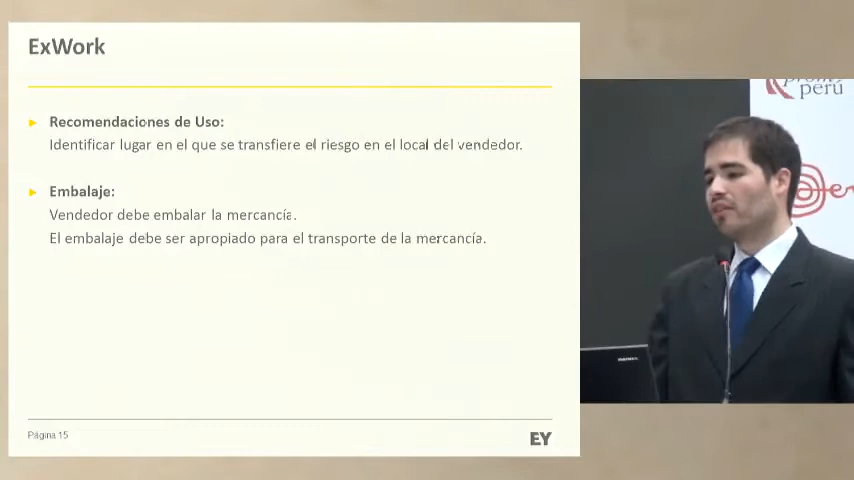 ExWork
Recomendaciones de Uso:
Identificar lugar en el que se transfiere el riesgo en el local del vendedor.
Embalaje:
Vendedor debe embalar la mercancía.
El embalaje debe ser apropiado para el transporte de la mercancía.
Página 15
EY
perú